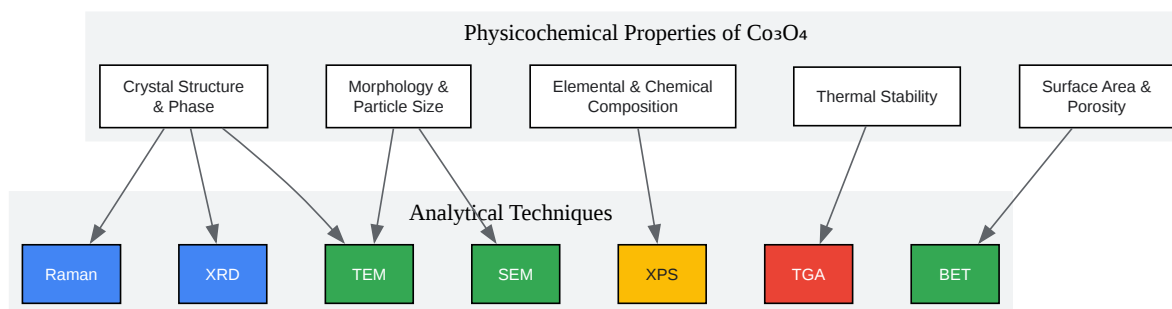 Physicochemical Properties of Co₃O₄
Crystal Structure
& Phase
Morphology &
Particle Size
Elemental & Chemical
Composition
Thermal Stability
Surface Area &
Porosity
Analytical Techniques
Raman
XRD
TEM
SEM
XPS
TGA
BET